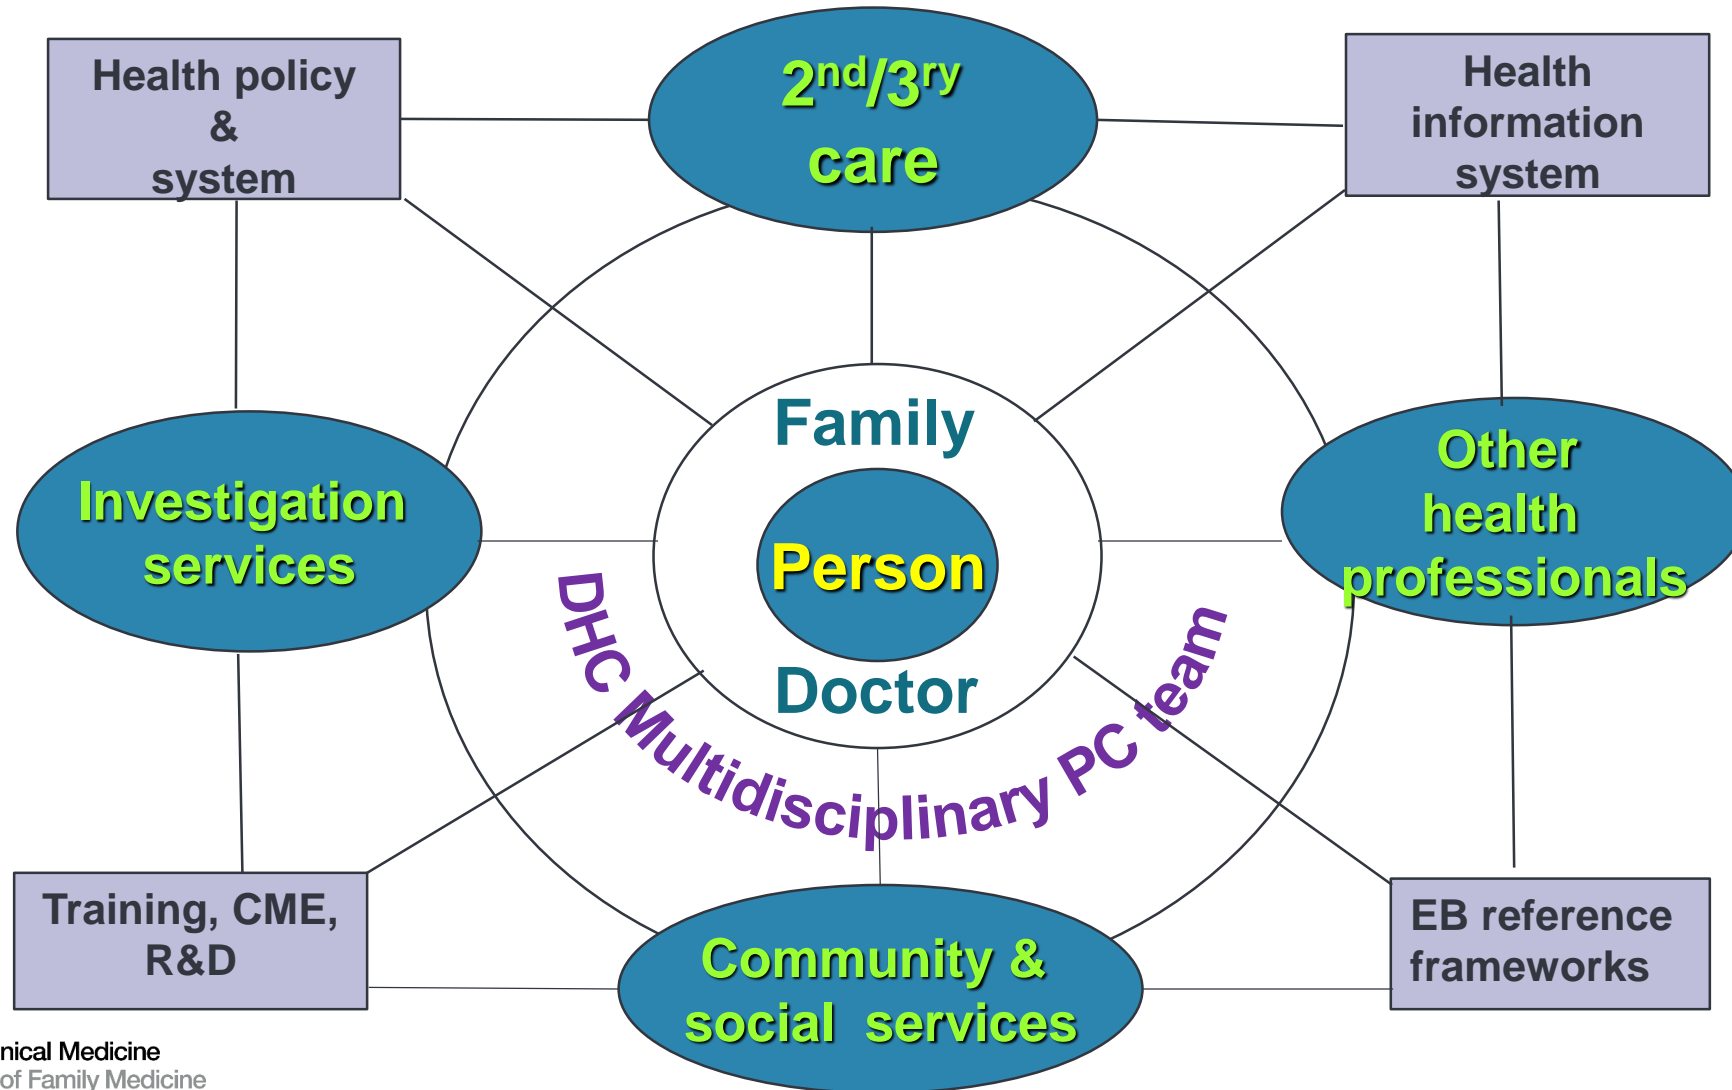 Health policy
&
system
2nd/3ry
care
Health
information
system
Family
Person
Doctor
Investigation
services
Other
health
professionals
DHC Multidisciplinary PC team
Training, CME,
R&D
Community &
social services
EB reference
frameworks
nical Medicine
of Family Medicine